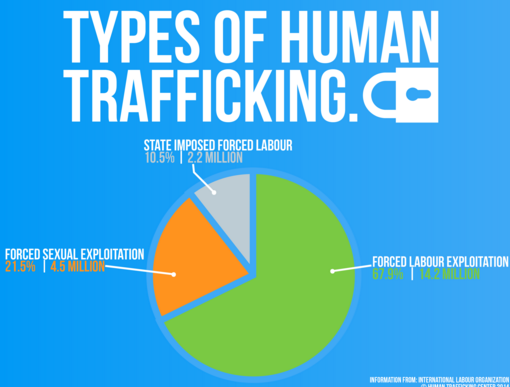 TYPES OF HUMAN
TRAFFICKING.
STATE IMPOSED FORCED LABOUR
10.5% | 2.2 MILLION
FORCED SEXUAL EXPLOITATION
21.5% | 4.5 MILLION
FORCED LABOUR EXPLOITATION
67.9% | 14.2 MILLION
INFORMATION FROM: INTERNATIONAL LABOUR ORGANIZATION
© HUMAN TRAFFICKING CENTER 2014